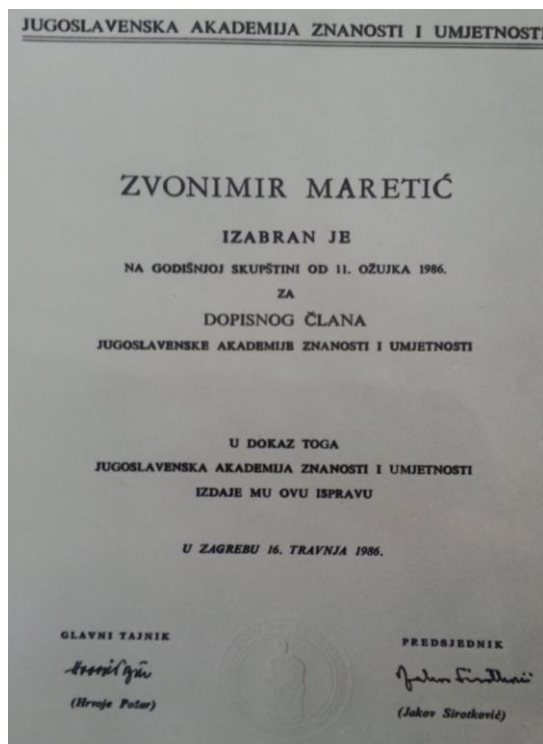 JUGOSLAVENSKA AKADEMIJA ZNANOSTI I UMJETNOSTI
ZVONIMIR MARETIĆ
IZABRAN JE
NA GODIŠNJOJ SKUPŠTINI OD 11. OŽUJKA 1986.
ZA
DOPISNOG ČLANA
JUGOSLAVENSKE AKADEMIJE ZNANOSTI I UMJETNOSTI
U DOKAZ TOGA
JUGOSLAVENSKA AKADEMIJA ZNANOSTI I UMJETNOSTI
IZDAJE MU OVU ISPRAVU
U ZAGREBU 16. TRAVNJA 1986.
GLAVNI TAJNIK
(Hrvoje Požar)
PREDSJEDNIK
(Jakov Sirotković)